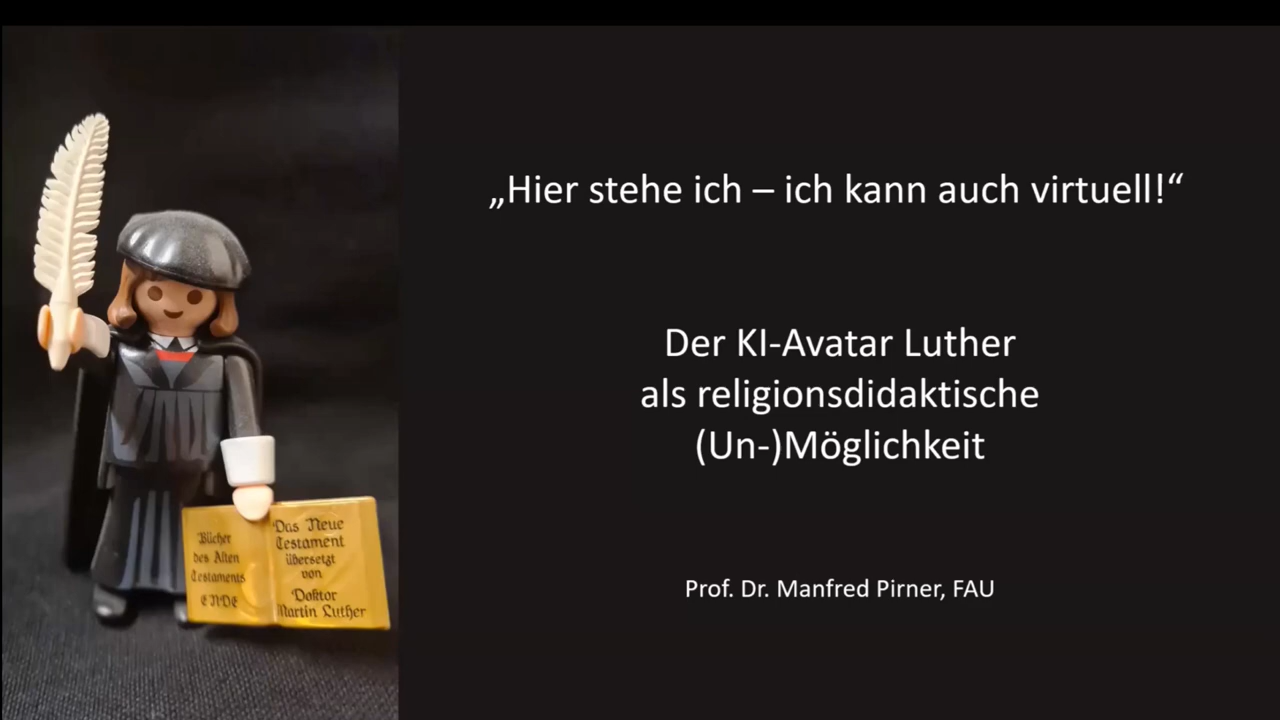 „Hier stehe ich – ich kann auch virtuell!“
Der KI-Avatar Luther
als religionsdidaktische
(Un-)Möglichkeit
Prof. Dr. Manfred Pirner, FAU
Bücher
des Alten
Testaments
ENDE
Das Neue
Testament
übersetzt
von
Doktor
Martin Luther